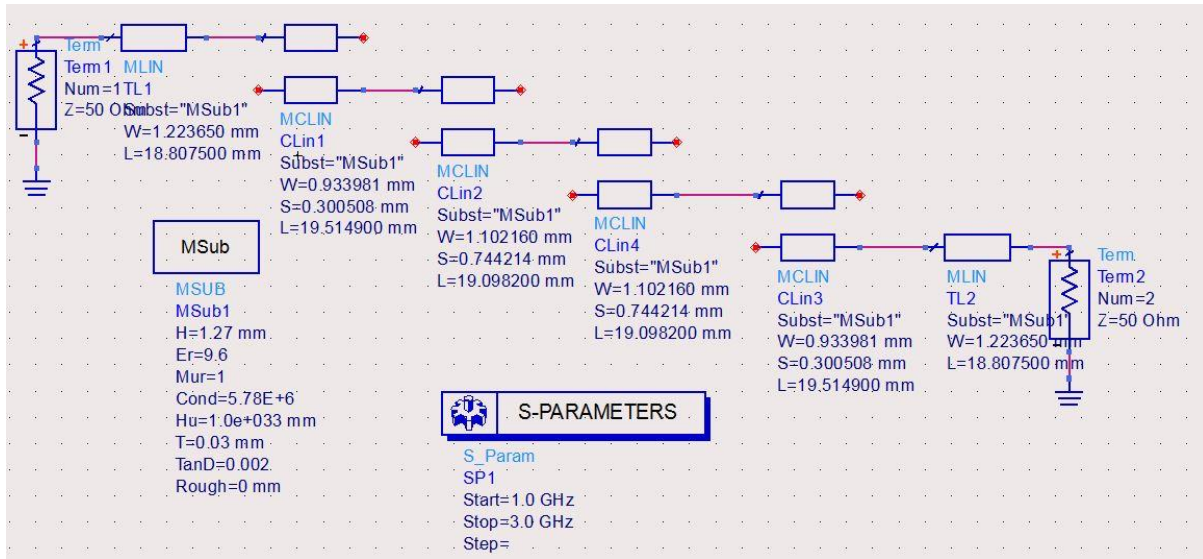 Term
Term1
Num=1
Z=50 Ohm
MLIN
TL1
Subst="MSub1"
W=1.223650 mm
L=18.807500 mm
MCLIN
CLin1
Subst="MSub1"
W=0.933981 mm
S=0.300508 mm
L=19.514900 mm
MCLIN
CLin2
Subst="MSub1"
W=1.102160 mm
S=0.744214 mm
L=19.098200 mm
MCLIN
CLin4
Subst="MSub1"
W=1.102160 mm
S=0.744214 mm
L=19.098200 mm
MCLIN
CLin3
Subst="MSub1"
W=0.933981 mm
S=0.300508 mm
L=19.514900 mm
MLIN
TL2
Subst="MSub1"
W=1.223650 mm
L=18.807500 mm
Term
Term2
Num=2
Z=50 Ohm
MSub
MSUB
MSub1
H=1.27 mm
Er=9.6
Mur=1
Cond=5.78E+6
Hu=1.0e+033 mm
T=0.03 mm
TanD=0.002
Rough=0 mm
S-PARAMETERS
S_Param
SP1
Start=1.0 GHz
Stop=3.0 GHz
Step=